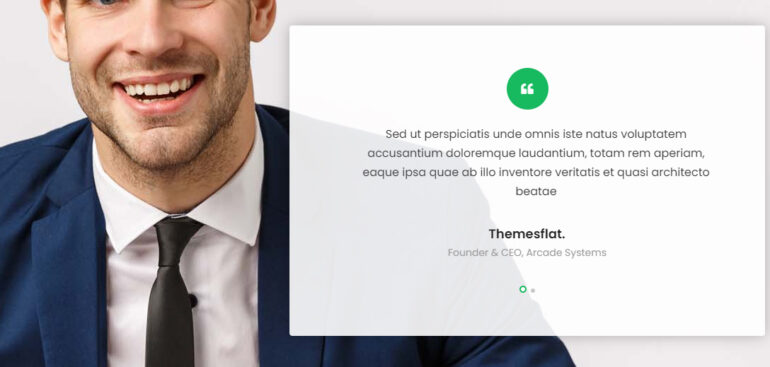 Sed ut perspiciatis unde omnis iste natus voluptatem
accusantium doloremque laudantium, totam rem aperiam,
eaque ipsa quae ab illo inventore veritatis et quasi architecto
beatae
Themesflat.
Founder & CEO, Arcade Systems